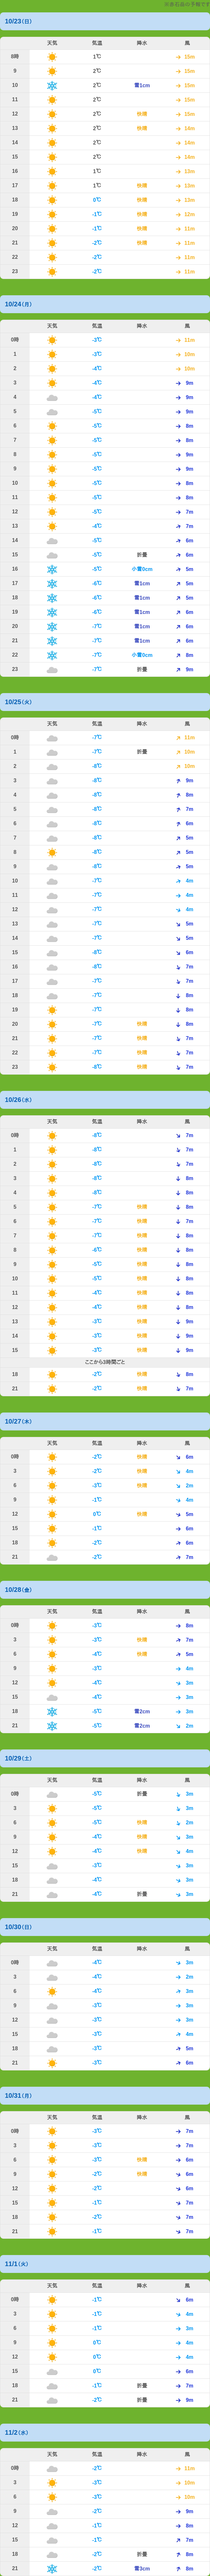 ※釜石線の予報です
10/23(日)
天気 気温 降水 風
8時 1℃ 15m
9 2℃ 15m
10 2℃ 雪1cm 15m
11 2℃ 15m
12 2℃ 快晴 15m
13 2℃ 快晴 14m
14 2℃ 14m
15 2℃ 14m
16 1℃ 13m
17 1℃ 快晴 13m
18 0℃ 快晴 13m
19 -1℃ 快晴 12m
20 -1℃ 快晴 11m
21 -2℃ 快晴 11m
22 -2℃ 11m
23 -2℃ 11m
10/24(月)
天気 気温 降水 風
0時 -3℃ 11m
1 -3℃ 10m
2 -4℃ 10m
3 -4℃ 9m
4 -4℃ 9m
5 -5℃ 9m
6 -5℃ 8m
7 -5℃ 8m
8 -5℃ 9m
9 -5℃ 9m
10 -5℃ 8m
11 -5℃ 8m
12 -5℃ 7m
13 -4℃ 7m
14 -5℃ 6m
15 -5℃ 折曇 6m
16 -5℃ 小雪0cm 5m
17 -6℃ 雪1cm 5m
18 -6℃ 雪1cm 5m
19 -6℃ 雪1cm 6m
20 -7℃ 雪1cm 6m
21 -7℃ 雪1cm 6m
22 -7℃ 小雪0cm 8m
23 -7℃ 折曇 9m
10/25(火)
天気 気温 降水 風
0時 -7℃ 11m
1 -7℃ 折曇 10m
2 -8℃ 10m
3 -8℃ 9m
4 -8℃ 8m
5 -8℃ 7m
6 -8℃ 6m
7 -8℃ 5m
8 -8℃ 5m
9 -8℃ 5m
10 -7℃ 4m
11 -7℃ 4m
12 -7℃ 4m
13 -7℃ 5m
14 -7℃ 5m
15 -8℃ 6m
16 -8℃ 7m
17 -7℃ 7m
18 -7℃ 8m
19 -7℃ 8m
20 -7℃ 快晴 8m
21 -7℃ 快晴 7m
22 -7℃ 快晴 7m
23 -8℃ 快晴 7m
10/26(水)
天気 気温 降水 風
0時 -8℃ 7m
1 -8℃ 7m
2 -8℃ 7m
3 -8℃ 8m
4 -8℃ 8m
5 -7℃ 快晴 8m
6 -7℃ 快晴 7m
7 -7℃ 快晴 8m
8 -6℃ 快晴 8m
9 -5℃ 快晴 8m
10 -5℃ 快晴 8m
11 -4℃ 快晴 8m
12 -4℃ 快晴 9m
13 -3℃ 快晴 9m
14 -3℃ 快晴 9m
15 -3℃ 快晴 9m
ここから3時間ごと
18 -2℃ 快晴 8m
21 -2℃ 快晴 7m
10/27(木)
天気 気温 降水 風
0時 -2℃ 快晴 6m
3 -2℃ 快晴 4m
6 -3℃ 快晴 2m
9 -1℃ 4m
12 0℃ 快晴 5m
15 -1℃ 6m
18 -2℃ 6m
21 -2℃ 7m
10/28(金)
天気 気温 降水 風
0時 -3℃ 8m
3 -3℃ 快晴 7m
6 -4℃ 快晴 5m
9 -3℃ 4m
12 -4℃ 3m
15 -4℃ 3m
18 -5℃ 雪2cm 3m
21 -5℃ 雪2cm 2m
10/29(土)
天気 気温 降水 風
0時 -5℃ 折曇 3m
3 -5℃ 3m
6 -5℃ 快晴 2m
9 -4℃ 快晴 3m
12 -4℃ 快晴 4m
15 -3℃ 3m
18 -4℃ 3m
21 -4℃ 折曇 3m
10/30(日)
天気 気温 降水 風
0時 -4℃ 3m
3 -4℃ 2m
6 -4℃ 3m
9 -3℃ 3m
12 -3℃ 3m
15 -3℃ 4m
18 -3℃ 5m
21 -3℃ 6m
10/31(月)
天気 気温 降水 風
0時 -3℃ 7m
3 -3℃ 7m
6 -3℃ 快晴 6m
9 -2℃ 快晴 6m
12 -2℃ 6m
15 -1℃ 7m
18 -2℃ 7m
21 -1℃ 7m
11/1(火)
天気 気温 降水 風
0時 -1℃ 6m
3 -1℃ 4m
6 -1℃ 3m
9 0℃ 4m
12 0℃ 4m
15 0℃ 6m
18 -1℃ 折曇 7m
21 -2℃ 折曇 9m
11/2(水)
天気 気温 降水 風
0時 -2℃ 11m
3 -3℃ 10m
6 -3℃ 10m
9 -2℃ 9m
12 -1℃ 8m
15 -1℃ 7m
18 -2℃ 折曇 8m
21 -2℃ 雪3cm 8m